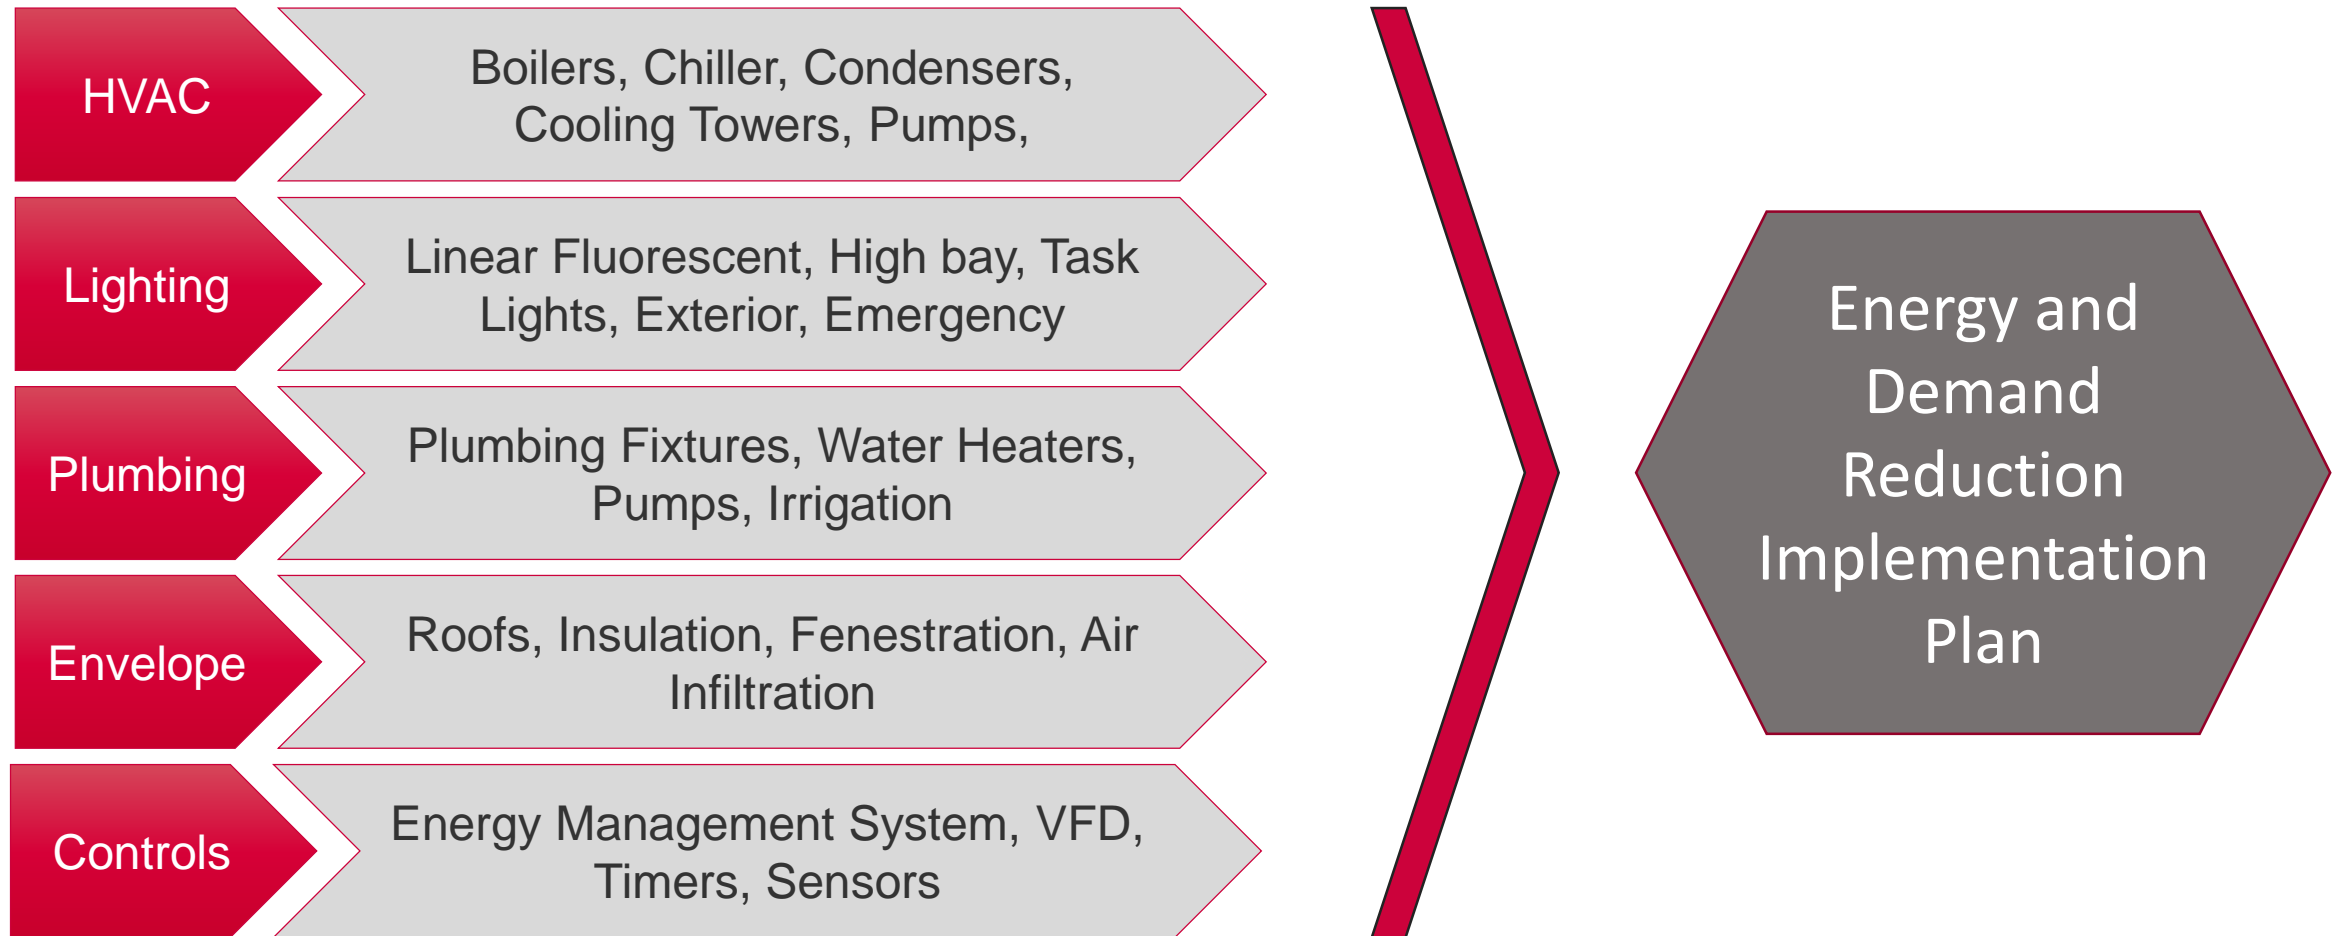 HVAC
Boilers, Chiller, Condensers,
Cooling Towers, Pumps,
Lighting
Linear Fluorescent, High bay, Task
Lights, Exterior, Emergency
Plumbing
Plumbing Fixtures, Water Heaters,
Pumps, Irrigation
Envelope
Roofs, Insulation, Fenestration, Air
Infiltration
Controls
Energy Management System, VFD,
Timers, Sensors
Energy and
Demand
Reduction
Implementation
Plan